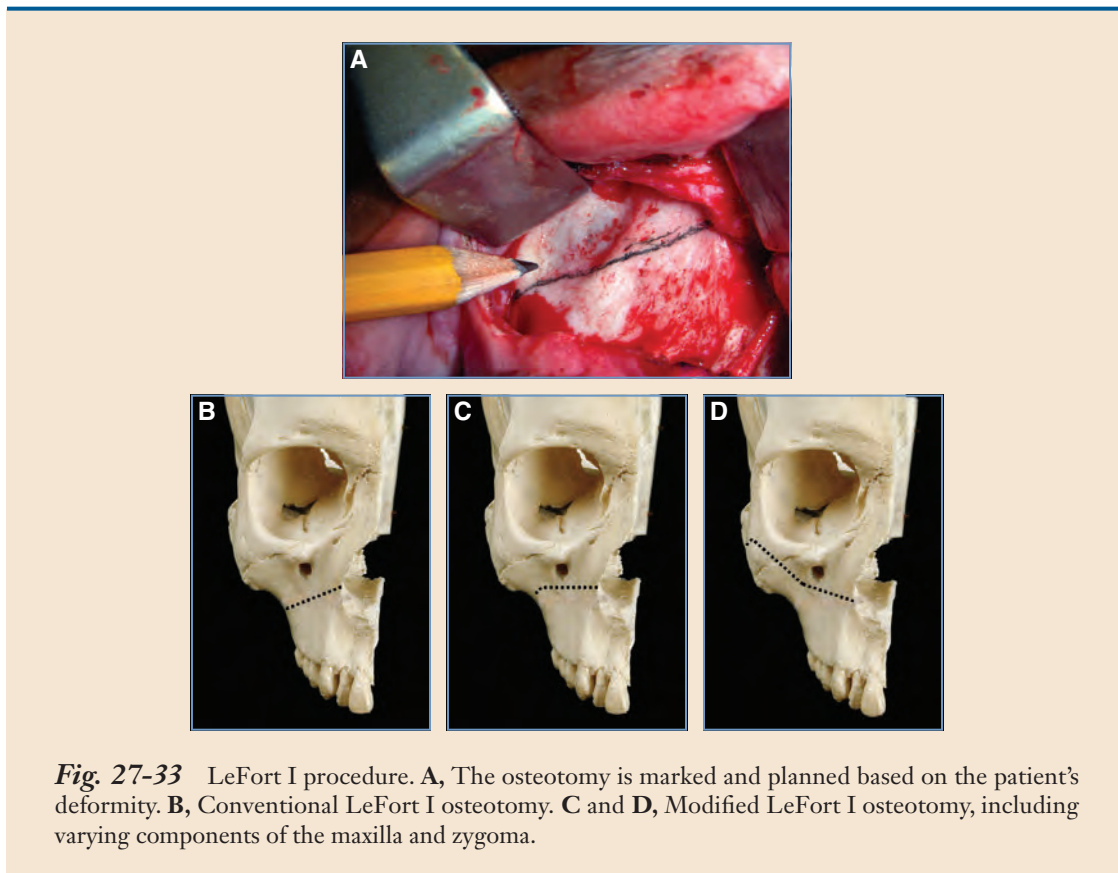 A
B
C
D
Fig. 27-33 LeFort I procedure. A, The osteotomy is marked and planned based on the patient’s
deformity. B, Conventional LeFort I osteotomy. C and D, Modified LeFort I osteotomy, including
varying components of the maxilla and zygoma.